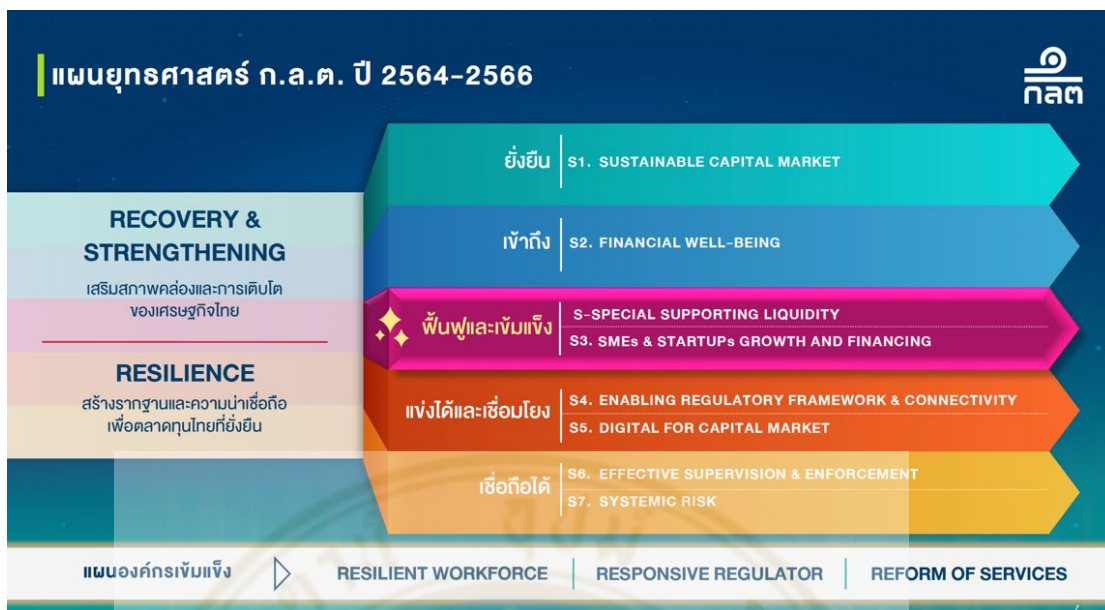 แผนยุทธศาสตร์ ก.ล.ต. ปี 2564-2566
กลต
RECOVERY &
STRENGTHENING
เสริมสภาพคล่องและการเติบโต
ของเศรษฐกิจไทย
RESILIENCE
สร้างรากฐานและความน่าเชื่อถือ
เพื่อตลาดทุนไทยที่ยั่งยืน
ยั่งยืน
S1. SUSTAINABLE CAPITAL MARKET
เข้าถึง
S2. FINANCIAL WELL-BEING
ฟื้นฟูและเข้มแข็ง
S-SPECIAL SUPPORTING LIQUIDITY
S3. SMEs & STARTUPs GROWTH AND FINANCING
แข่งได้และเชื่อมโยง
S4. ENABLING REGULATORY FRAMEWORK & CONNECTIVITY
S5. DIGITAL FOR CAPITAL MARKET
เชื่อถือได้
S6. EFFECTIVE SUPERVISION & ENFORCEMENT
S7. SYSTEMIC RISK
แผนองค์กรเข้มแข็ง
RESILIENT WORKFORCE
RESPONSIVE REGULATOR
REFORM OF SERVICES